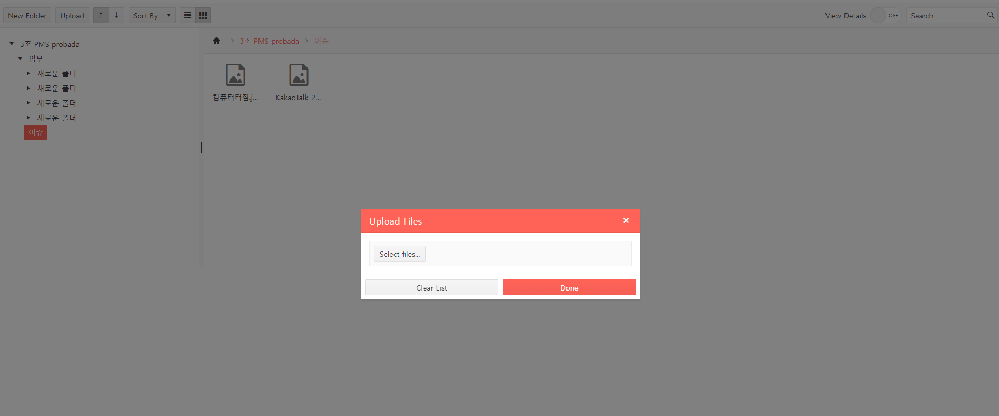 New Folder
Upload
Sort By
View Details
OFF
Search
3조 PMS probada
업무
새로운 폴더
새로운 폴더
새로운 폴더
새로운 폴더
이슈
3조 PMS probada
이슈
컴퓨터터짐.j...
KakaoTalk_2...
Upload Files
Select files...
Clear List
Done